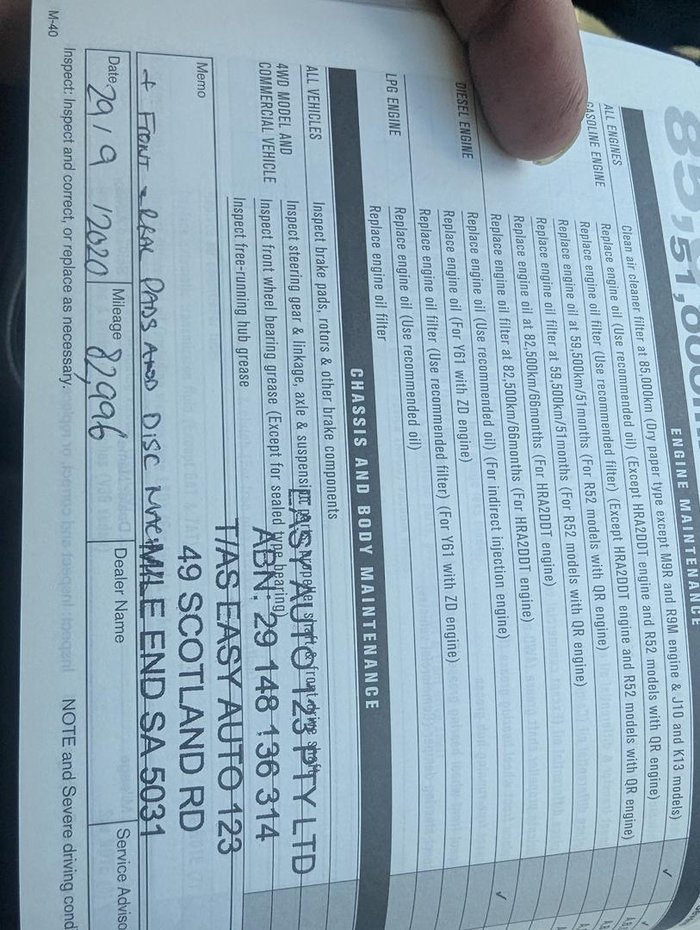 85,000km
51
ENGINE MAINTENANCE
ALL ENGINES
Clean air cleaner filter at 85,000km (Dry paper type except M9R and R9M engine & J10 and K13 models)
GASOLINE ENGINE
Replace engine oil (Use recommended oil) (Except HRA2DDT engine and R52 models with QR engine)
Replace engine oil filter (Use recommended filter) (Except HRA2DDT engine and R52 models with QR engine)
Replace engine oil at 59,500km/51months (For R52 models with QR engine)
Replace engine oil filter at 59,500km/51months (For R52 models with QR engine)
Replace engine oil at 82,500km/66months (For HRA2DDT engine)
Replace engine oil filter at 82,500km/66months (For HRA2DDT engine)
DIESEL ENGINE
Replace engine oil (Use recommended oil) (For indirect injection engine)
Replace engine oil (For Y61 with ZD engine)
Replace engine oil filter (Use recommended filter) (For Y61 with ZD engine)
LPG ENGINE
Replace engine oil (Use recommended oil)
Replace engine oil filter
CHASSIS AND BODY MAINTENANCE
ALL VEHICLES
Inspect brake pads, rotors & other brake components
Inspect steering gear & linkage, axle & suspension parts, propeller shaft & front drive shafts
4WD MODEL AND
COMMERCIAL VEHICLE
Inspect front wheel bearing grease (Except for sealed type bearing)
Inspect free-running hub grease
EASY AUTO 123 PTY LTD
ABN: 29 148 136 314
T/AS EASY AUTO 123
49 SCOTLAND RD
MILE END SA 5031
Memo
+ FRONT + REAR PADS AND DISC
Date 29/9/2020
Mileage 82,996
Dealer Name
Service Adviso
Inspect: Inspect and correct, or replace as necessary.
NOTE and Severe driving cond
M-40